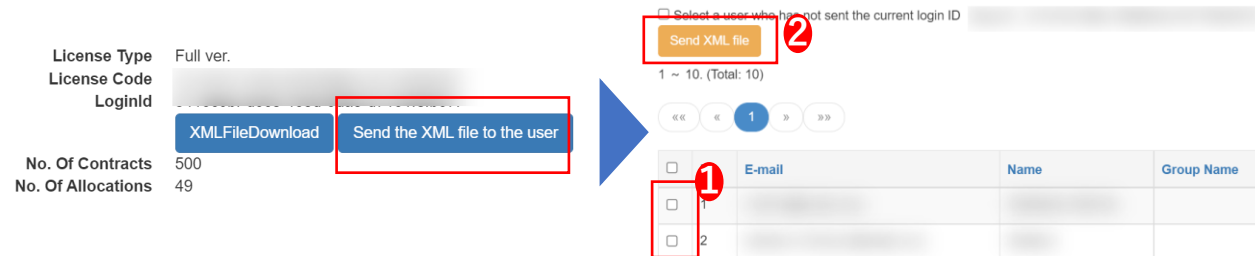 License Type Full ver.
License Code
LoginId
XMLFileDownload Send the XML file to the user
No. Of Contracts 500
No. Of Allocations 49
Select a user who has not sent the current login ID
Send XML file
2
1 ~ 10. (Total: 10)
«« « 1 » »»
E-mail Name Group Name
1
1
2